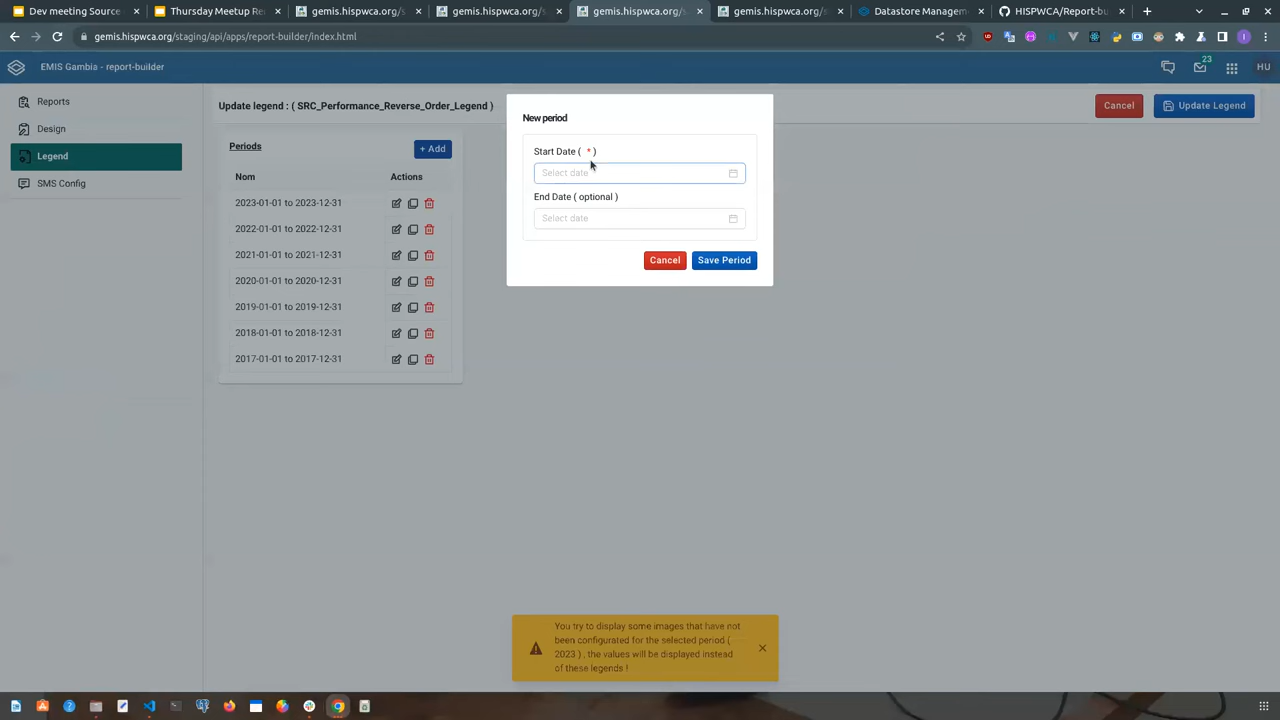 Dev meeting Source
Thursday Meetup Re
gemis.hispwca.org/s
gemis.hispwca.org/s
gemis.hispwca.org/s
gemis.hispwca.org/s
Datastore Managem
HISPWCA/Report-bu
gemis.hispwca.org/staging/api/apps/report-builder/index.html
EMIS Gambia - report-builder
23
HU
Reports
Design
Legend
SMS Config
Update legend : ( SRC_Performance_Reverse_Order_Legend )
Cancel
Update Legend
Periods
+ Add
Nom
Actions
2023-01-01 to 2023-12-31
2022-01-01 to 2022-12-31
2021-01-01 to 2021-12-31
2020-01-01 to 2020-12-31
2019-01-01 to 2019-12-31
2018-01-01 to 2018-12-31
2017-01-01 to 2017-12-31
New period
Start Date ( * )
Select date
End Date ( optional )
Select date
Cancel
Save Period
You try to display some images that have not
been configurated for the selected period (
2023 ) , the values will be displayed instead
of these legends !